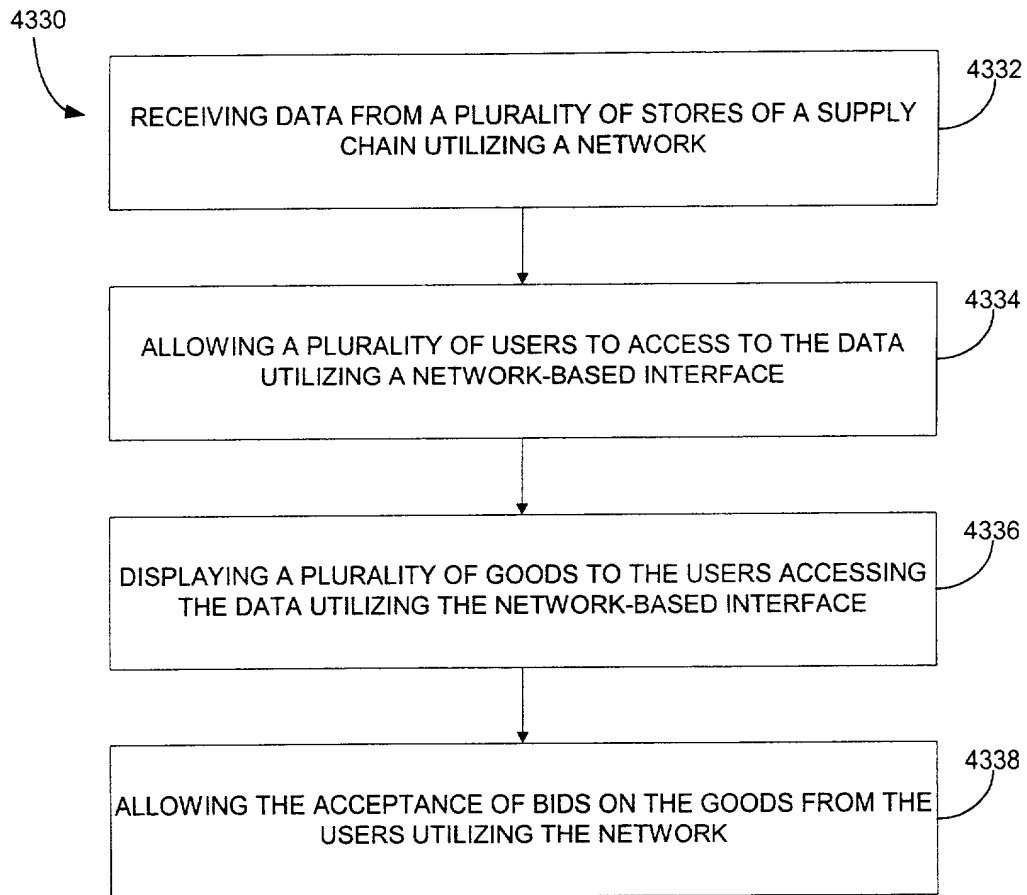 4330
4332
RECEIVING DATA FROM A PLURALITY OF STORES OF A SUPPLY
CHAIN UTILIZING A NETWORK
4334
ALLOWING A PLURALITY OF USERS TO ACCESS TO THE DATA
UTILIZING A NETWORK-BASED INTERFACE
4336
DISPLAYING A PLURALITY OF GOODS TO THE USERS ACCESSING
THE DATA UTILIZING THE NETWORK-BASED INTERFACE
4338
ALLOWING THE ACCEPTANCE OF BIDS ON THE GOODS FROM THE
USERS UTILIZING THE NETWORK